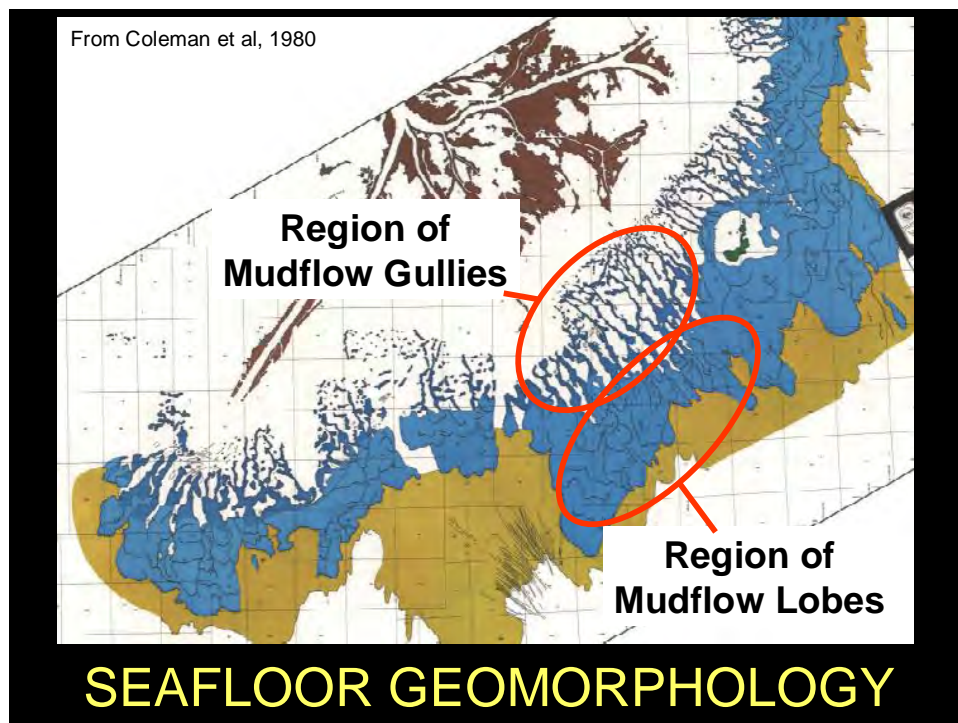 From Coleman et al, 1980
Region of
Mudflow Gullies
Region of
Mudflow Lobes
SEAFLOOR GEOMORPHOLOGY